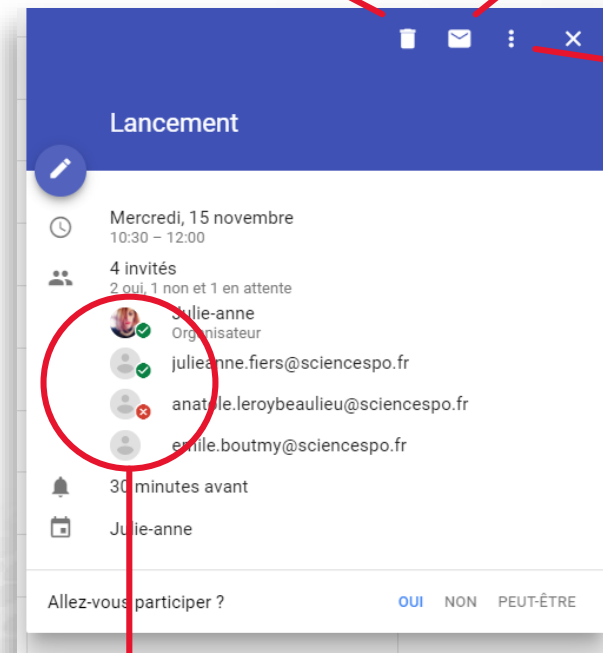 Lancement
Mercredi, 15 novembre
10:30 – 12:00
4 invités
2 oui, 1 non et 1 en attente
Julie-anne
Organisateur
julieanne.fiers@sciencespo.fr
anatole.leroybeaulieu@sciencespo.fr
emile.boutmy@sciencespo.fr
30 minutes avant
Julie-anne
Allez-vous participer ? OUI NON PEUT-ÊTRE